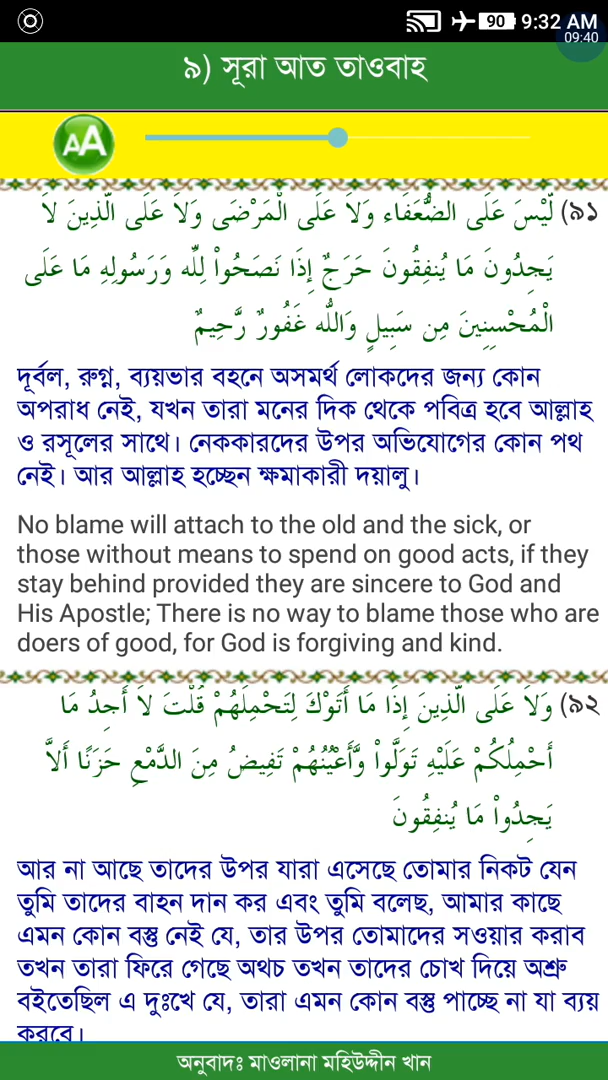 90 9:32 AM
09:40
৯) সূরা আত তাওবাহ
AA
৯১) لَّيْسَ عَلَى الضُّعَفَاء وَلاَ عَلَى الْمَرْضَى وَلاَ عَلَى الَّذِينَ لاَ
يَجِدُونَ مَا يُنفِقُونَ حَرَجٌ إِذَا نَصَحُواْ لِلّهِ وَرَسُولِهِ مَا عَلَى
الْمُحْسِنِينَ مِن سَبِيلٍ وَاللّهُ غَفُورٌ رَّحِيمٌ
দূর্বল, রুগ্ন, ব্যয়ভার বহনে অসমর্থ লোকদের জন্য কোন
অপরাধ নেই, যখন তারা মনের দিক থেকে পবিত্র হবে আল্লাহ
ও রসূলের সাথে। নেককারদের উপর অভিযোগের কোন পথ
নেই। আর আল্লাহ হচ্ছেন ক্ষমাকারী দয়ালু।
No blame will attach to the old and the sick, or
those without means to spend on good acts, if they
stay behind provided they are sincere to God and
His Apostle; There is no way to blame those who are
doers of good, for God is forgiving and kind.
৯২) وَلاَ عَلَى الَّذِينَ إِذَا مَا أَتَوْكَ لِتَحْمِلَهُمْ قُلْتَ لاَ أَجِدُ مَا
أَحْمِلُكُمْ عَلَيْهِ تَوَلَّواْ وَّأَعْيُنُهُمْ تَفِيضُ مِنَ الدَّمْعِ حَزَنًا أَلاَّ
يَجِدُواْ مَا يُنفِقُونَ
আর না আছে তাদের উপর যারা এসেছে তোমার নিকট যেন
তুমি তাদের বাহন দান কর এবং তুমি বলেছ, আমার কাছে
এমন কোন বস্তু নেই যে, তার উপর তোমাদের সওয়ার করাব
তখন তারা ফিরে গেছে অথচ তখন তাদের চোখ দিয়ে অশ্রু
বইতেছিল এ দুঃখে যে, তারা এমন কোন বস্তু পাচ্ছে না যা ব্যয়
করবে।
অনুবাদঃ মাওলানা মহিউদ্দীন খান